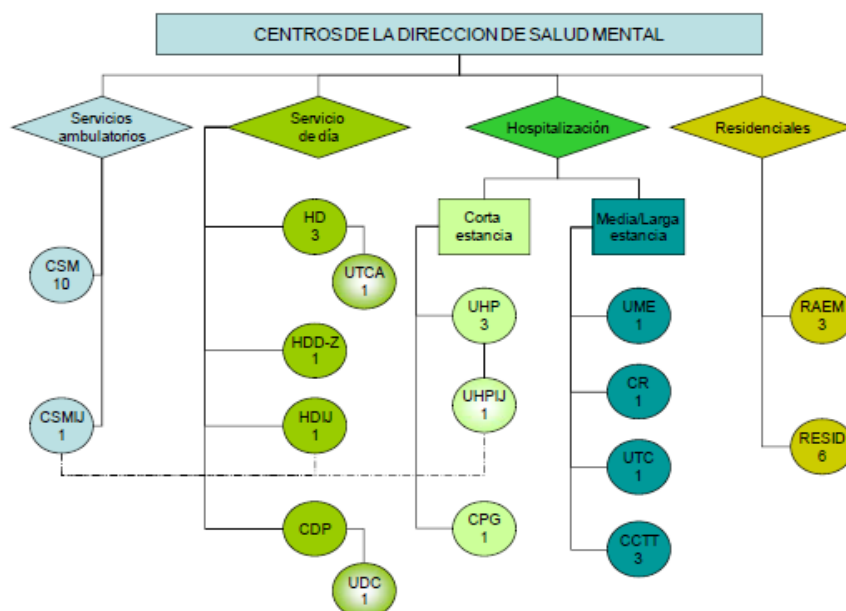 CENTROS DE LA DIRECCION DE SALUD MENTAL
Servicios
ambulatorios
Servicio
de día
Hospitalización
Residenciales
Corta
estancia
Media/Larga
estancia
HD
3
CSM
10
UTCA
1
UHP
3
UME
1
RAEM
3
HDD-Z
1
CR
1
UHPIJ
1
CSMIJ
1
HDIJ
1
RESID
6
UTC
1
CDP
CPG
1
CCTT
3
UDC
1